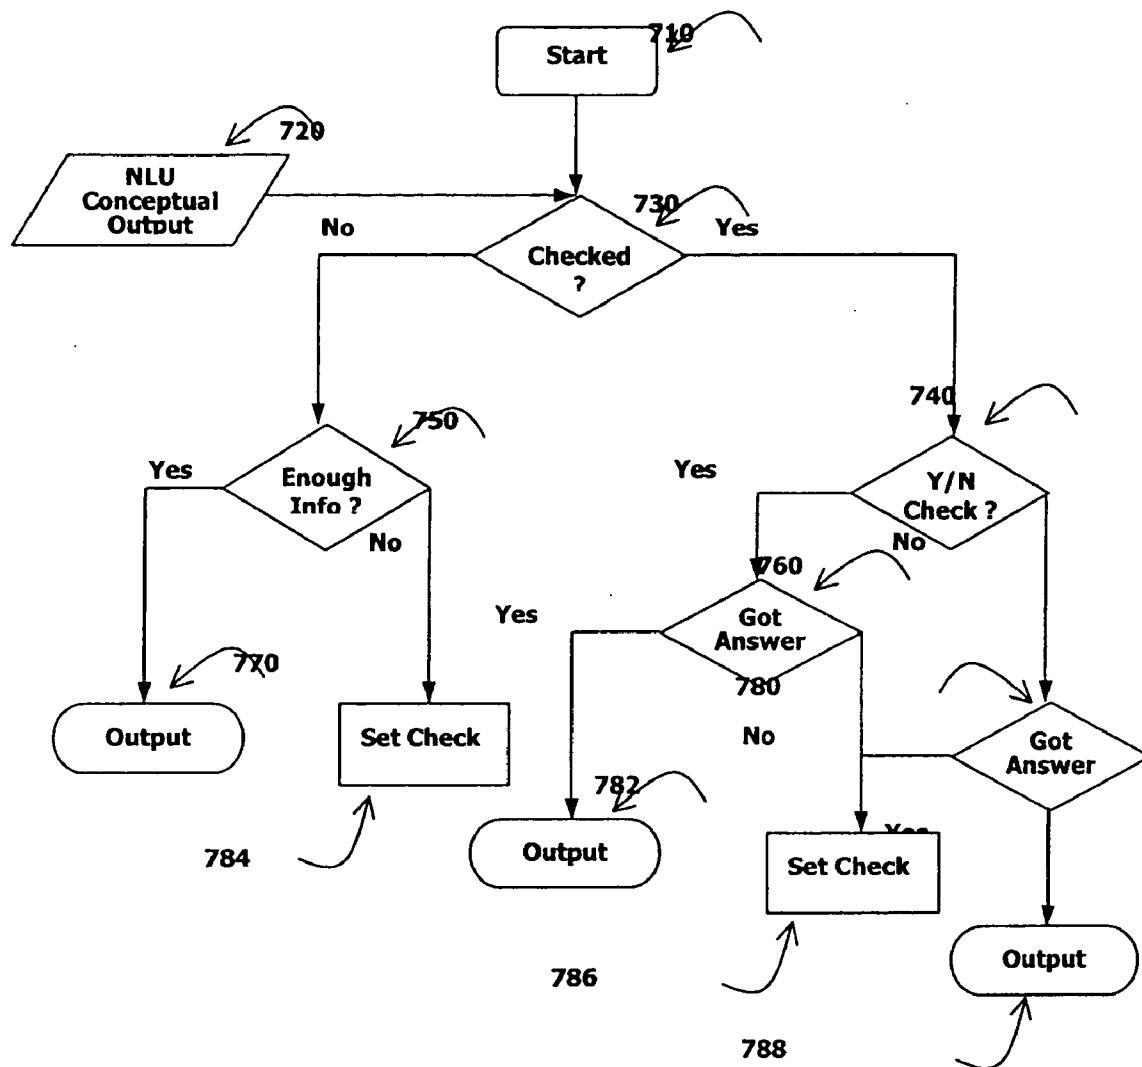 710
Start
720
NLU
Conceptual
Output
730
No
Yes
Checked
?
740
750
Yes
Enough
Info ?
No
Yes
Y/N
Check ?
No
760
Yes
Got
Answer
770
780
No
Output
Set Check
Got
Answer
782
784
Output
Yes
Set Check
786
Output
788